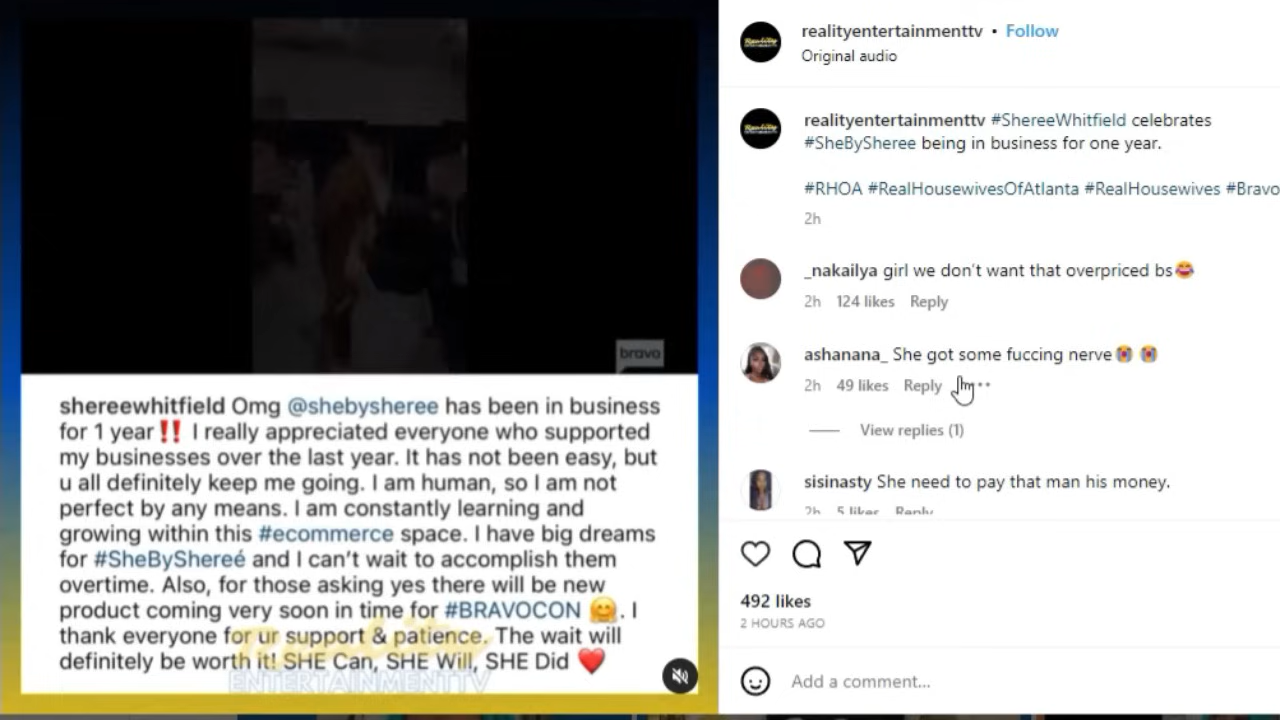 bravo
shereewhitfield Omg @shebysheree has been in business
for 1 year‼️ I really appreciated everyone who supported
my businesses over the last year. It has not been easy, but
u all definitely keep me going. I am human, so I am not
perfect by any means. I am constantly learning and
growing within this #ecommerce space. I have big dreams
for #SheByShereé and I can't wait to accomplish them
overtime. Also, for those asking yes there will be new
product coming very soon in time for #BRAVOCON 🤗. I
thank everyone for ur support & patience. The wait will
definitely be worth it! SHE Can, SHE Will, SHE Did ❤️
Reality
ENTERTAINMENTTV
realityentertainmenttv • Follow
Original audio
realityentertainmenttv #ShereeWhitfield celebrates
#SheBySheree being in business for one year.
#RHOA #RealHousewivesOfAtlanta #RealHousewives #Bravo
2h
_nakailya girl we don't want that overpriced bs😂
2h 124 likes Reply
ashanana_ She got some fuccing nerve😭 😭
2h 49 likes Reply
View replies (1)
sisinasty She need to pay that man his money.
2h 5 likes Reply
492 likes
2 HOURS AGO
Add a comment...